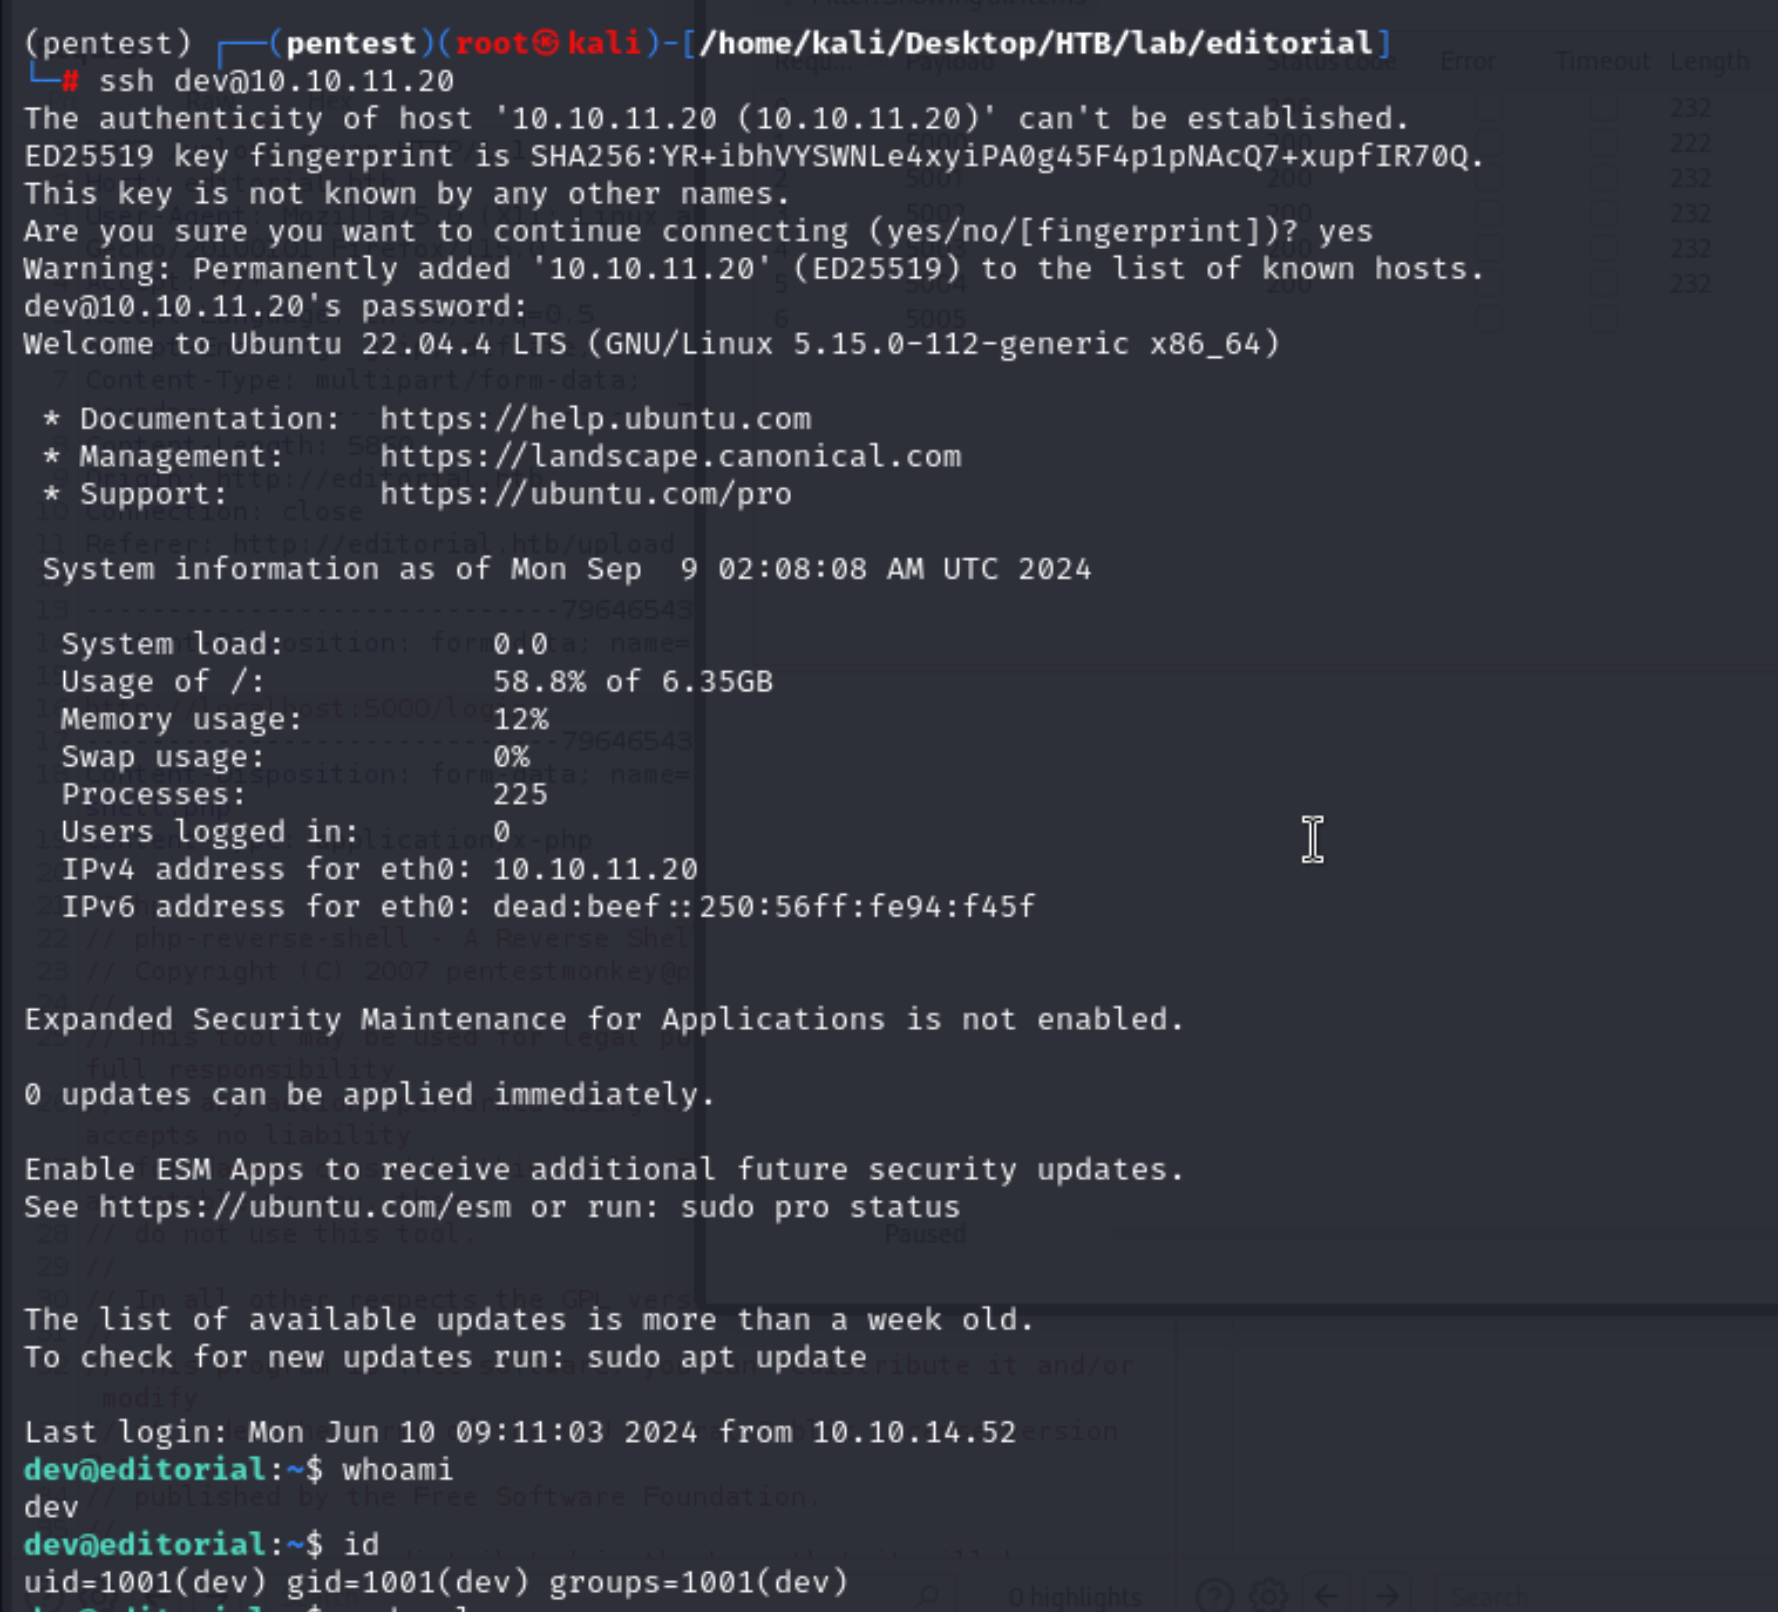 (pentest) ┌──(pentest)(root㉿kali)-[/home/kali/Desktop/HTB/lab/editorial]
└─# ssh dev@10.10.11.20
The authenticity of host '10.10.11.20 (10.10.11.20)' can't be established.
ED25519 key fingerprint is SHA256:YR+ibhVYSWNLe4xyiPA0g45F4p1pNAcQ7+xupfIR70Q.
This key is not known by any other names.
Are you sure you want to continue connecting (yes/no/[fingerprint])? yes
Warning: Permanently added '10.10.11.20' (ED25519) to the list of known hosts.
dev@10.10.11.20's password:
Welcome to Ubuntu 22.04.4 LTS (GNU/Linux 5.15.0-112-generic x86_64)
* Documentation:  https://help.ubuntu.com
* Management:     https://landscape.canonical.com
* Support:        https://ubuntu.com/pro
System information as of Mon Sep  9 02:08:08 AM UTC 2024
System load:           0.0
Usage of /:            58.8% of 6.35GB
Memory usage:          12%
Swap usage:            0%
Processes:             225
Users logged in:       0
IPv4 address for eth0: 10.10.11.20
IPv6 address for eth0: dead:beef::250:56ff:fe94:f45f
Expanded Security Maintenance for Applications is not enabled.
0 updates can be applied immediately.
Enable ESM Apps to receive additional future security updates.
See https://ubuntu.com/esm or run: sudo pro status
The list of available updates is more than a week old.
To check for new updates run: sudo apt update
Last login: Mon Jun 10 09:11:03 2024 from 10.10.14.52
dev@editorial:~$ whoami
dev
dev@editorial:~$ id
uid=1001(dev) gid=1001(dev) groups=1001(dev)